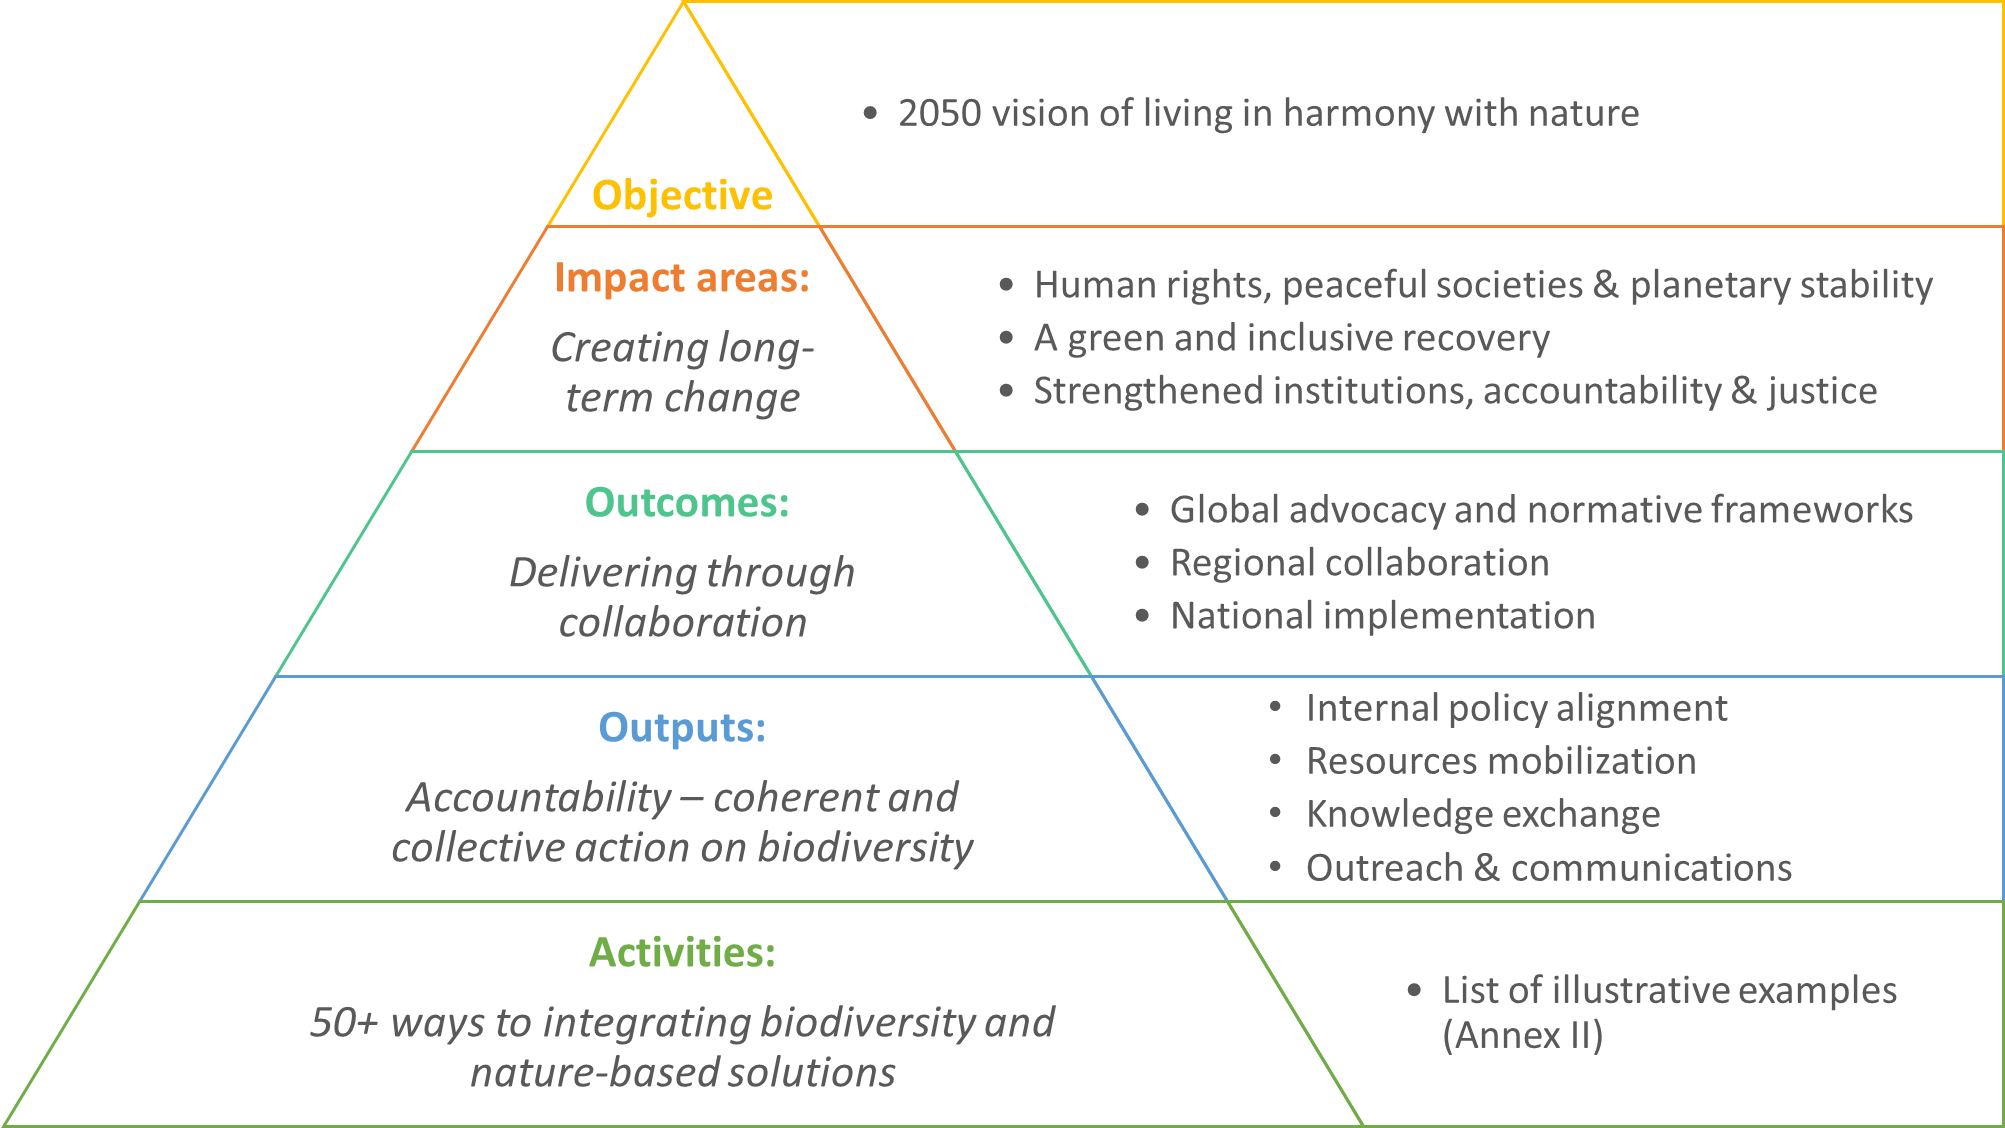 • 2050 vision of living in harmony with nature
Objective
Impact areas:
Creating long-
term change
• Human rights, peaceful societies & planetary stability
• A green and inclusive recovery
• Strengthened institutions, accountability & justice
Outcomes:
Delivering through
collaboration
• Global advocacy and normative frameworks
• Regional collaboration
• National implementation
Outputs:
Accountability – coherent and
collective action on biodiversity
• Internal policy alignment
• Resources mobilization
• Knowledge exchange
• Outreach & communications
Activities:
50+ ways to integrating biodiversity and
nature-based solutions
• List of illustrative examples
(Annex II)